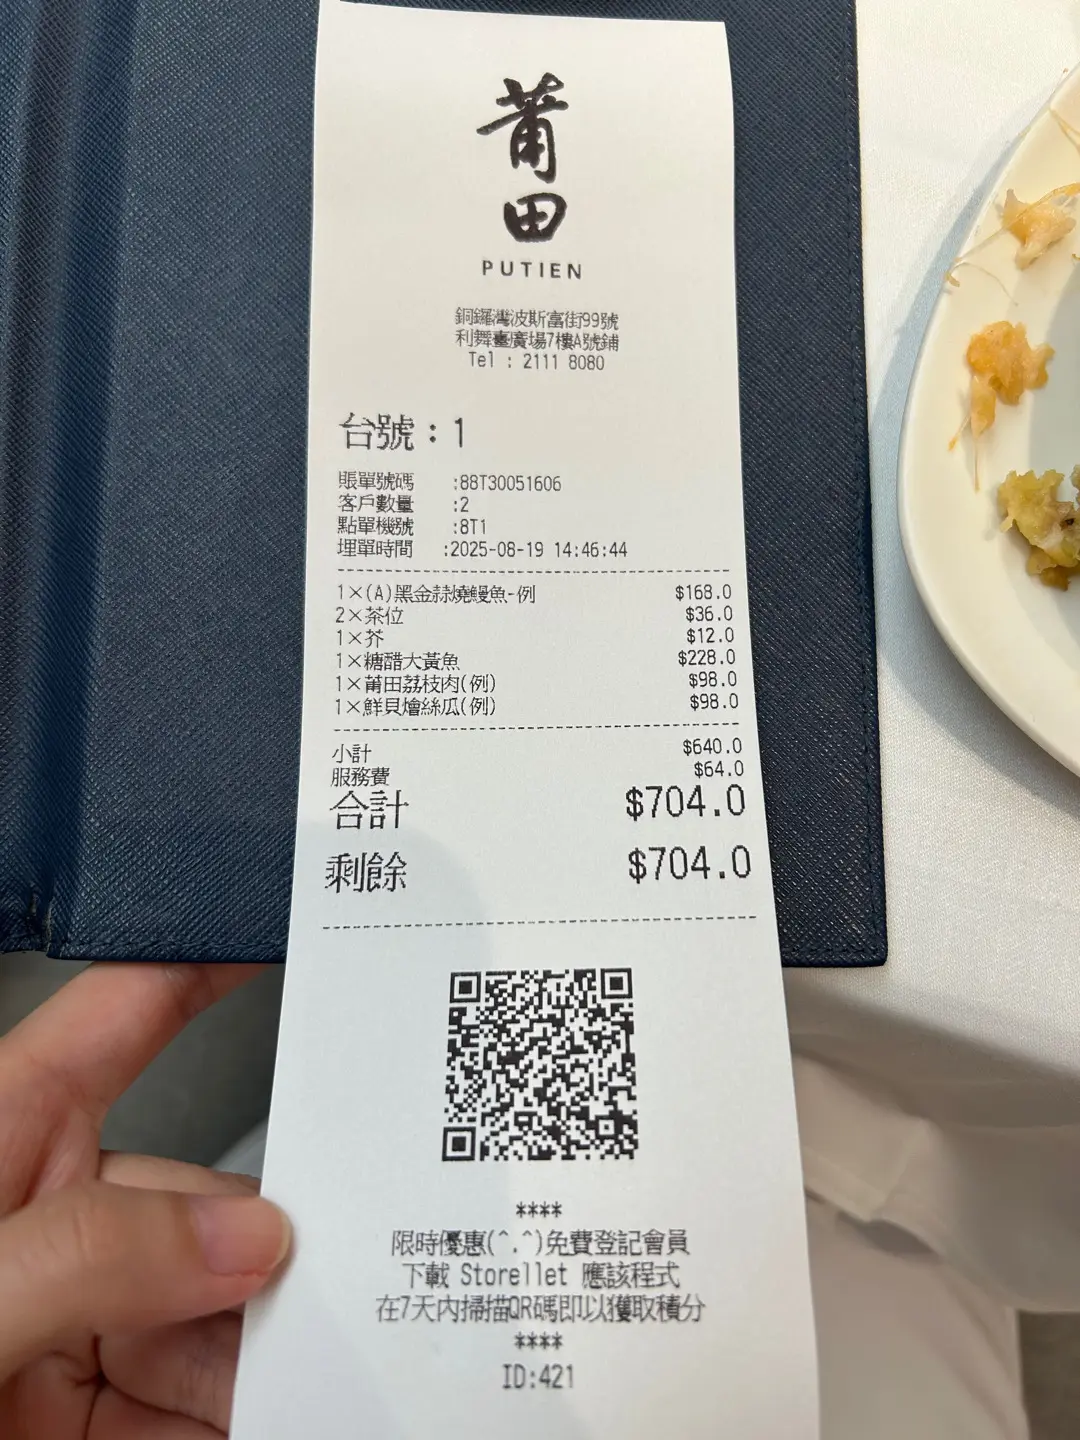 莆
田
PUTIEN
銅鑼灣波斯富街99號
利舞臺廣場7樓A號鋪
Tel : 2111 8080
台號：1
賬單號碼 :88T30051606
客戶數量 :2
點單機號 :8T1
埋單時間 :2025-08-19 14:46:44
1×(A)黑金蒜燒鰻魚-例 $168.0
2×茶位 $36.0
1×芥 $12.0
1×糖醋大黃魚 $228.0
1×莆田荔枝肉(例) $98.0
1×鮮貝燴絲瓜(例) $98.0
小計 $640.0
服務費 $64.0
合計 $704.0
剩餘 $704.0
****
限時優惠(^.^)免費登記會員
下載 Storellet 應該程式
在7天內掃描QR碼即以獲取積分
****
ID:421